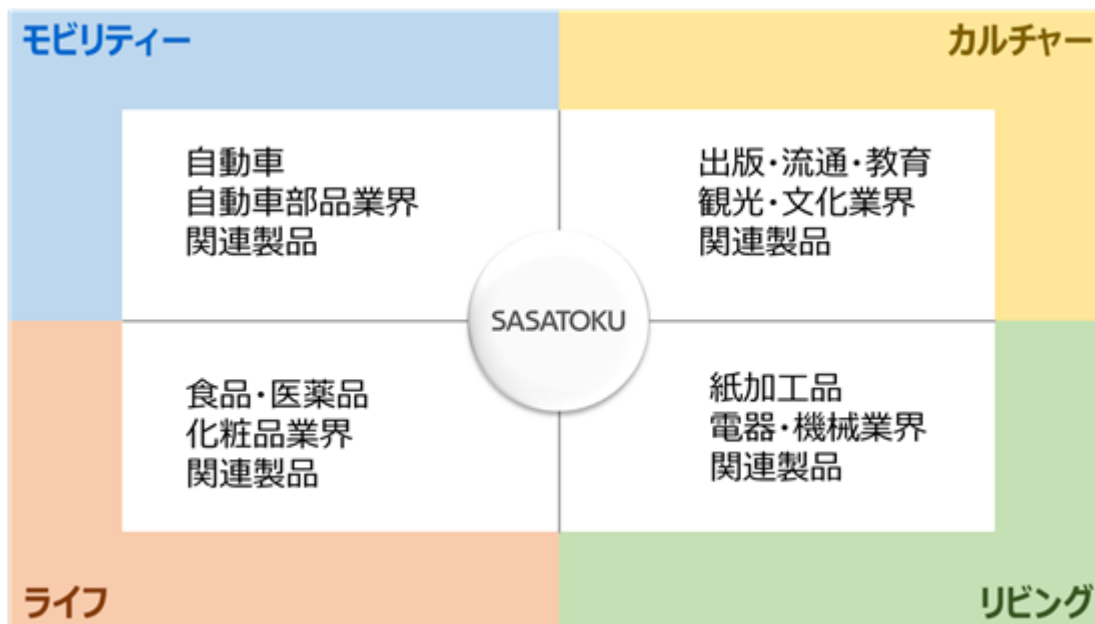 モビリティー
カルチャー
自動車
自動車部品業界
関連製品
出版・流通・教育
観光・文化業界
関連製品
SASATOKU
食品・医薬品
化粧品業界
関連製品
紙加工品
電器・機械業界
関連製品
ライフ
リビング